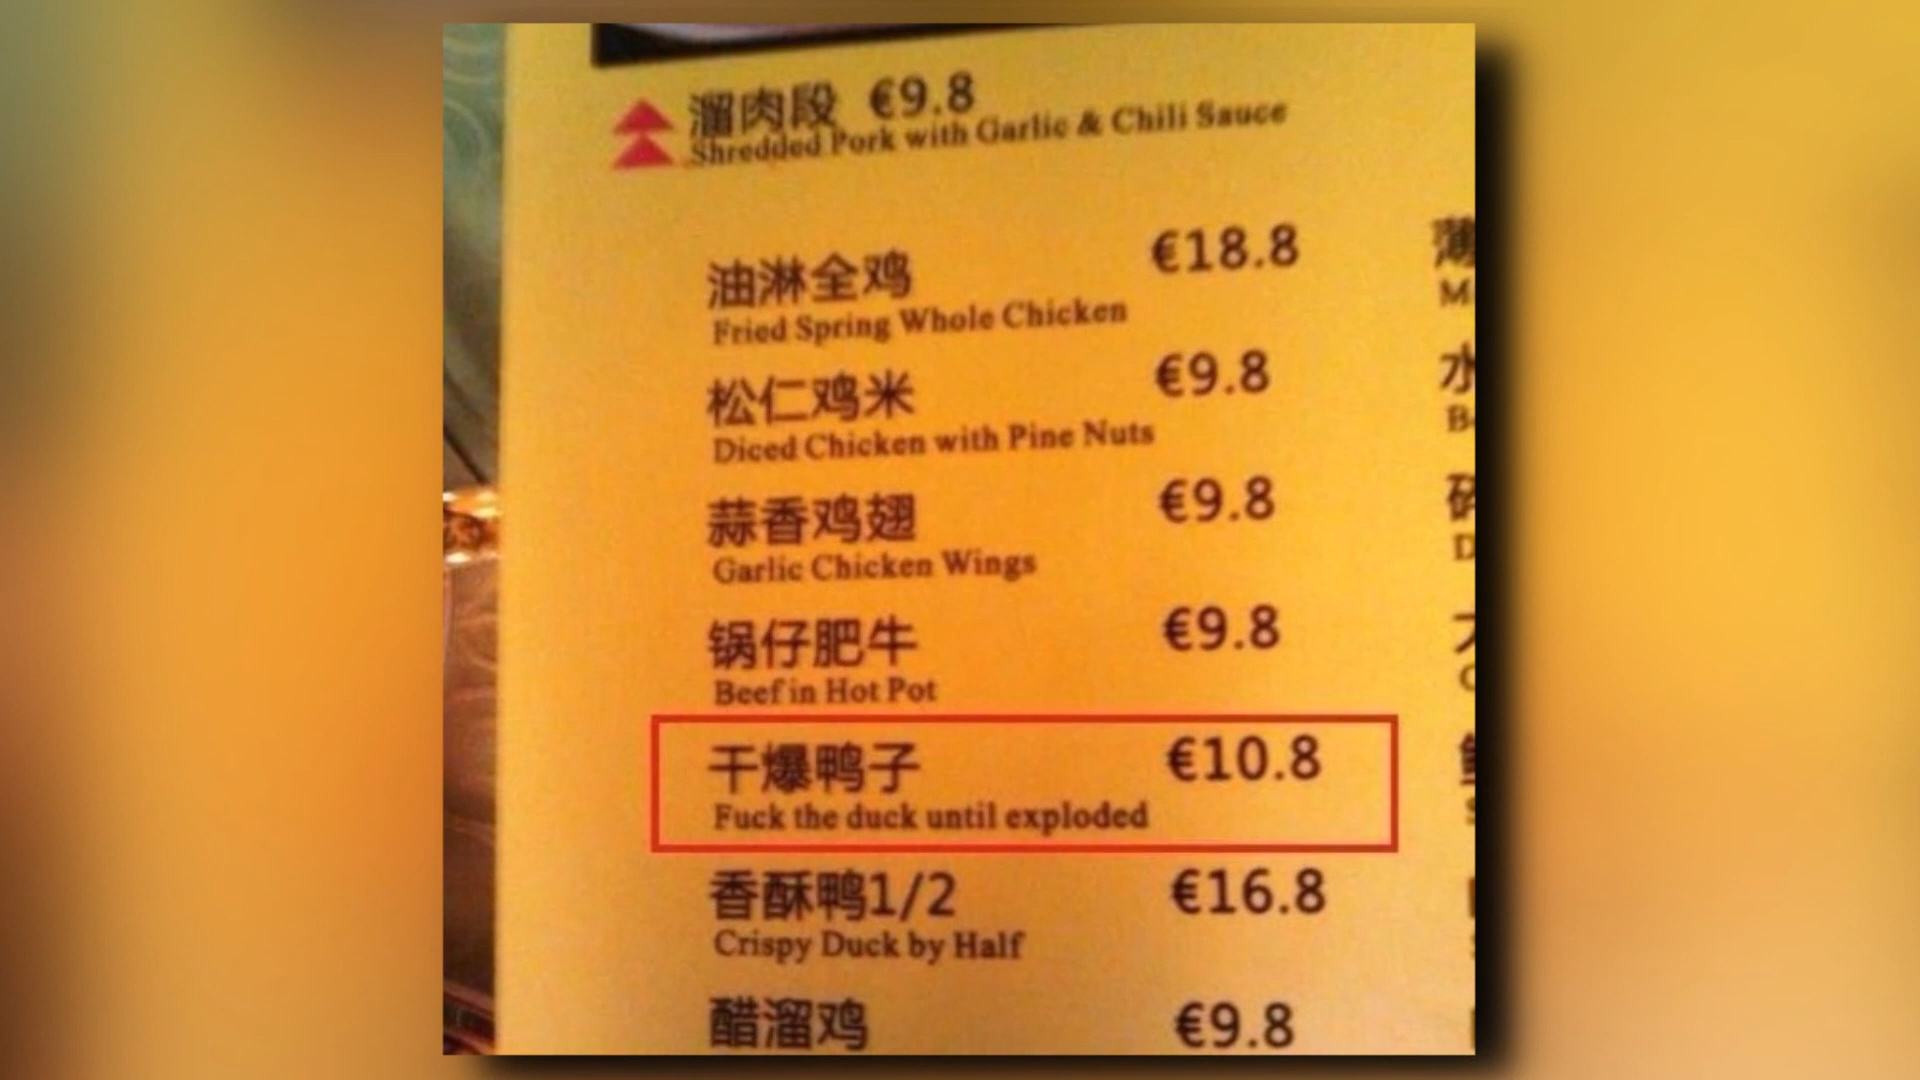 溜肉段 €9.8
Shredded Pork with Garlic & Chili Sauce
油淋全鸡 €18.8
Fried Spring Whole Chicken
松仁鸡米 €9.8
Diced Chicken with Pine Nuts
蒜香鸡翅 €9.8
Garlic Chicken Wings
锅仔肥牛 €9.8
Beef in Hot Pot
干爆鸭子 €10.8
Fuck the duck until exploded
香酥鸭1/2 €16.8
Crispy Duck by Half
醋溜鸡 €9.8